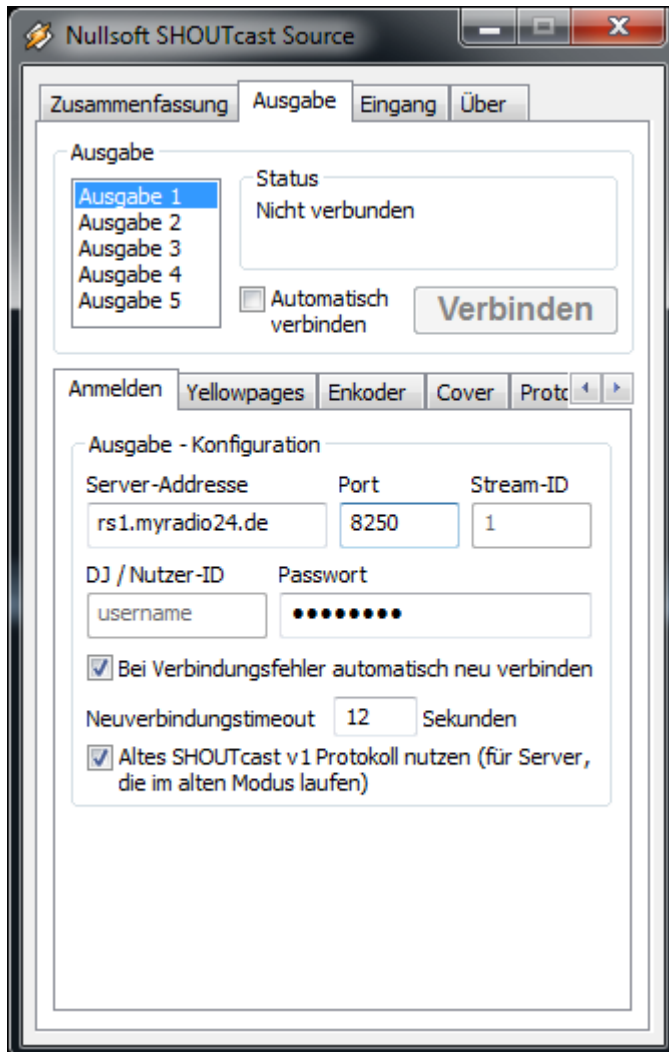 Nullsoft SHOUTcast Source
Zusammenfassung Ausgabe Eingang Über
Ausgabe
Ausgabe 1
Ausgabe 2
Ausgabe 3
Ausgabe 4
Ausgabe 5
Status
Nicht verbunden
Automatisch
verbinden
Verbinden
Anmelden Yellowpages Enkoder Cover Protc
Ausgabe - Konfiguration
Server-Addresse Port Stream-ID
rs1.myradio24.de 8250 1
DJ / Nutzer-ID Passwort
username ●●●●●●●●
Bei Verbindungsfehler automatisch neu verbinden
Neuverbindungstimeout 12 Sekunden
Altes SHOUTcast v1 Protokoll nutzen (für Server,
die im alten Modus laufen)